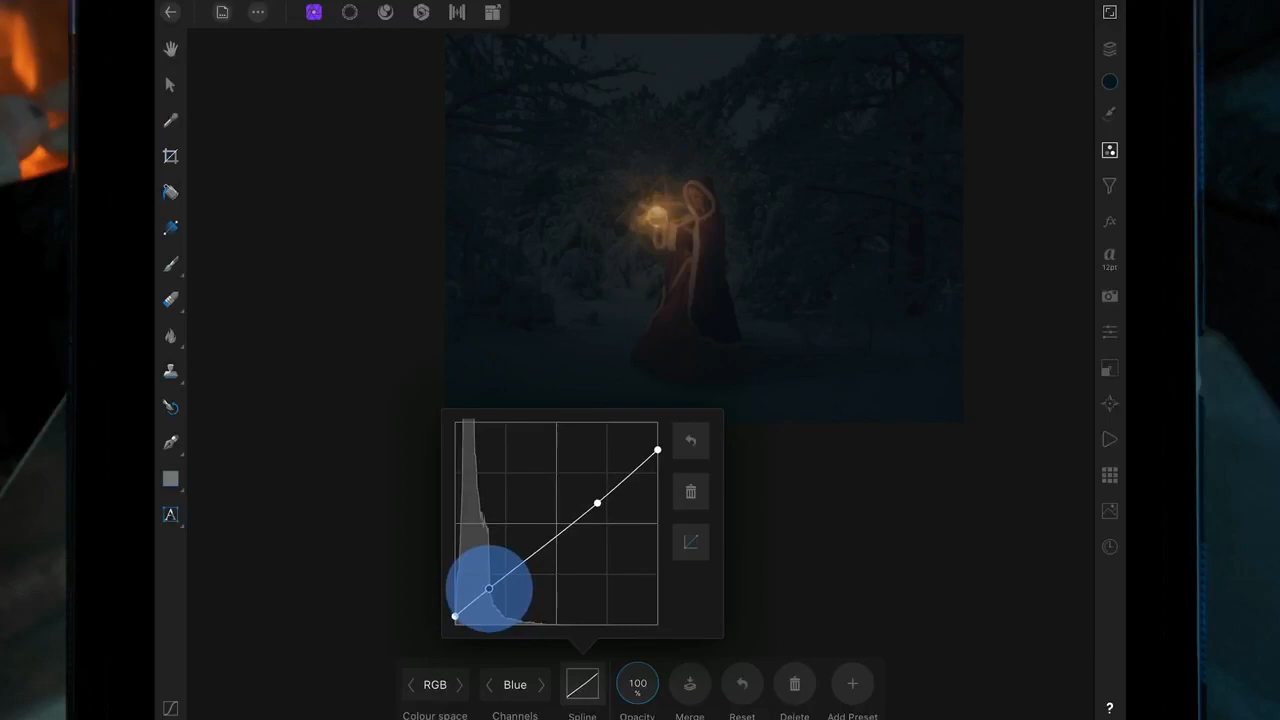 a
12pt
A
RGB
Blue
100
%
Colour space
Channels
Spline
Opacity
Merge
Reset
Delete
Add Preset
?